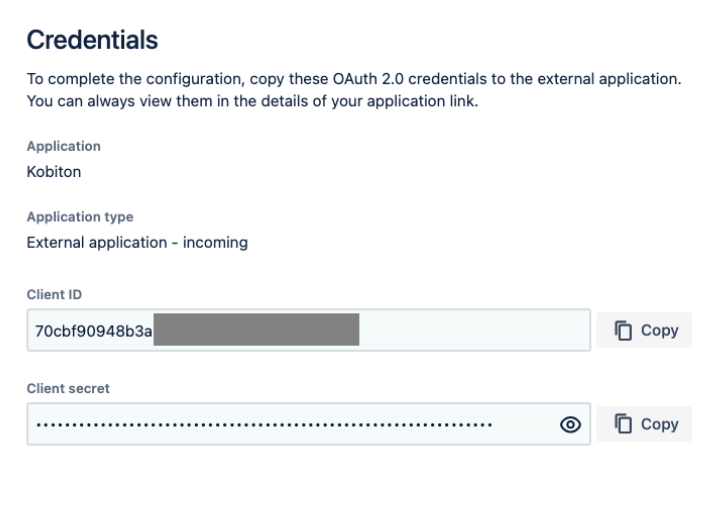 Credentials
To complete the configuration, copy these OAuth 2.0 credentials to the external application.
You can always view them in the details of your application link.
Application
Kobiton
Application type
External application - incoming
Client ID
70cbf90948b3a
Copy
Client secret
Copy